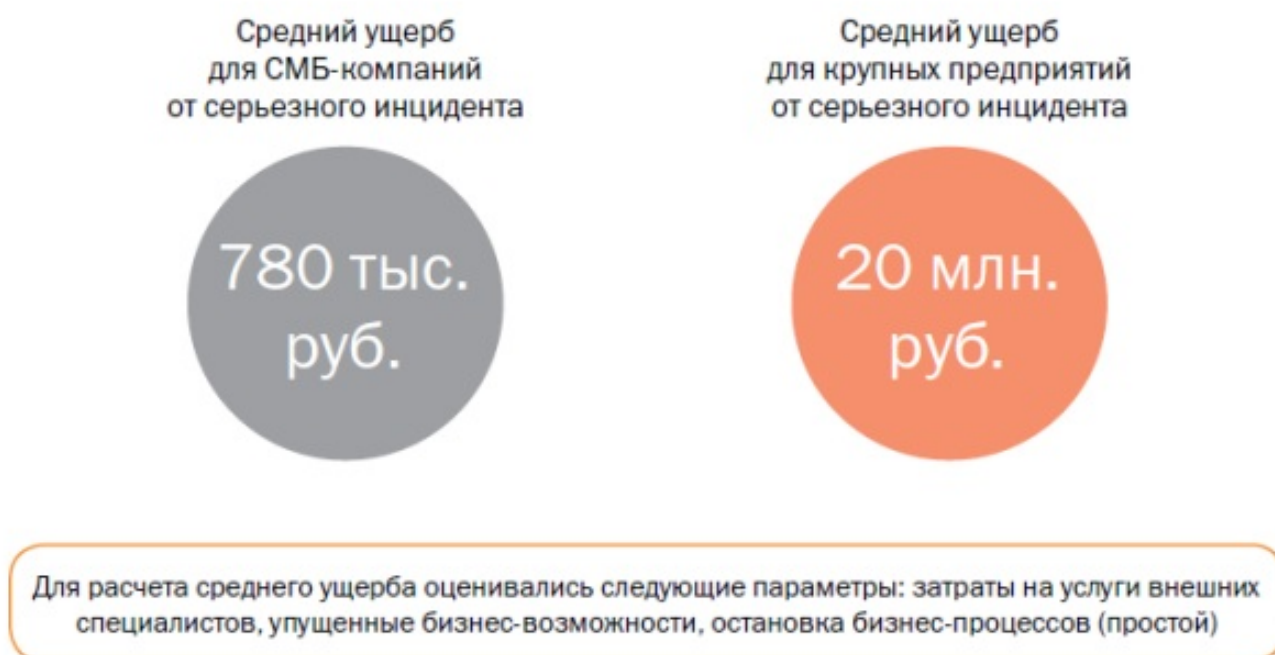 Средний ущерб
для СМБ-компаний
от серьезного инцидента
780 тыс.
руб.
Средний ущерб
для крупных предприятий
от серьезного инцидента
20 млн.
руб.
Для расчета среднего ущерба оценивались следующие параметры: затраты на услуги внешних
специалистов, упущенные бизнес-возможности, остановка бизнес-процессов (простой)